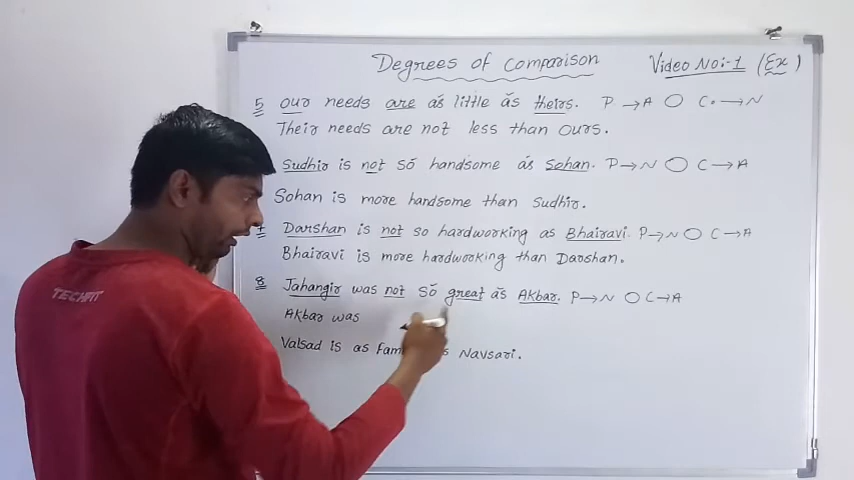 Degrees of Comparison Video No:-1 (Ex)
5 our needs are as little as theirs. P → A O C. → N
Their needs are not less than ours.
Sudhir is not so handsome as Sohan. P → N O C → A
Sohan is more handsome than Sudhir.
Darshan is not so hardworking as Bhairavi. P → N O C → A
Bhairavi is more hardworking than Darshan.
8 Jahangir was not so great as Akbar. P → N O C → A
Akbar was
Valsad is as Navsari.
TECHFIT